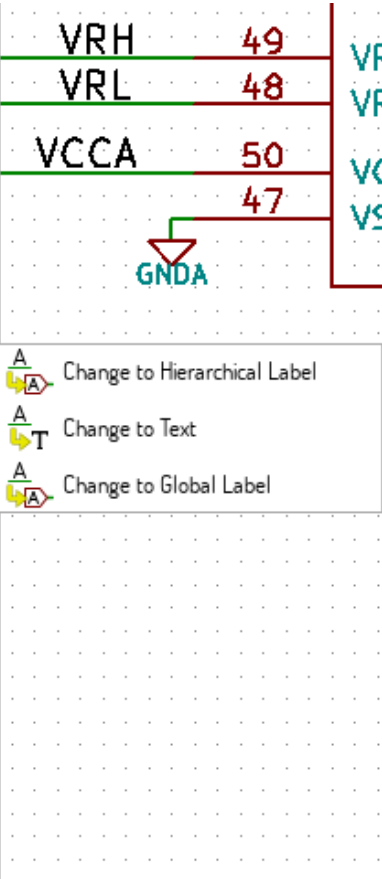 VRH 49
VRL 48
VCCA 50
47
GNDA
A
A Change to Hierarchical Label
A
T Change to Text
A
A Change to Global Label